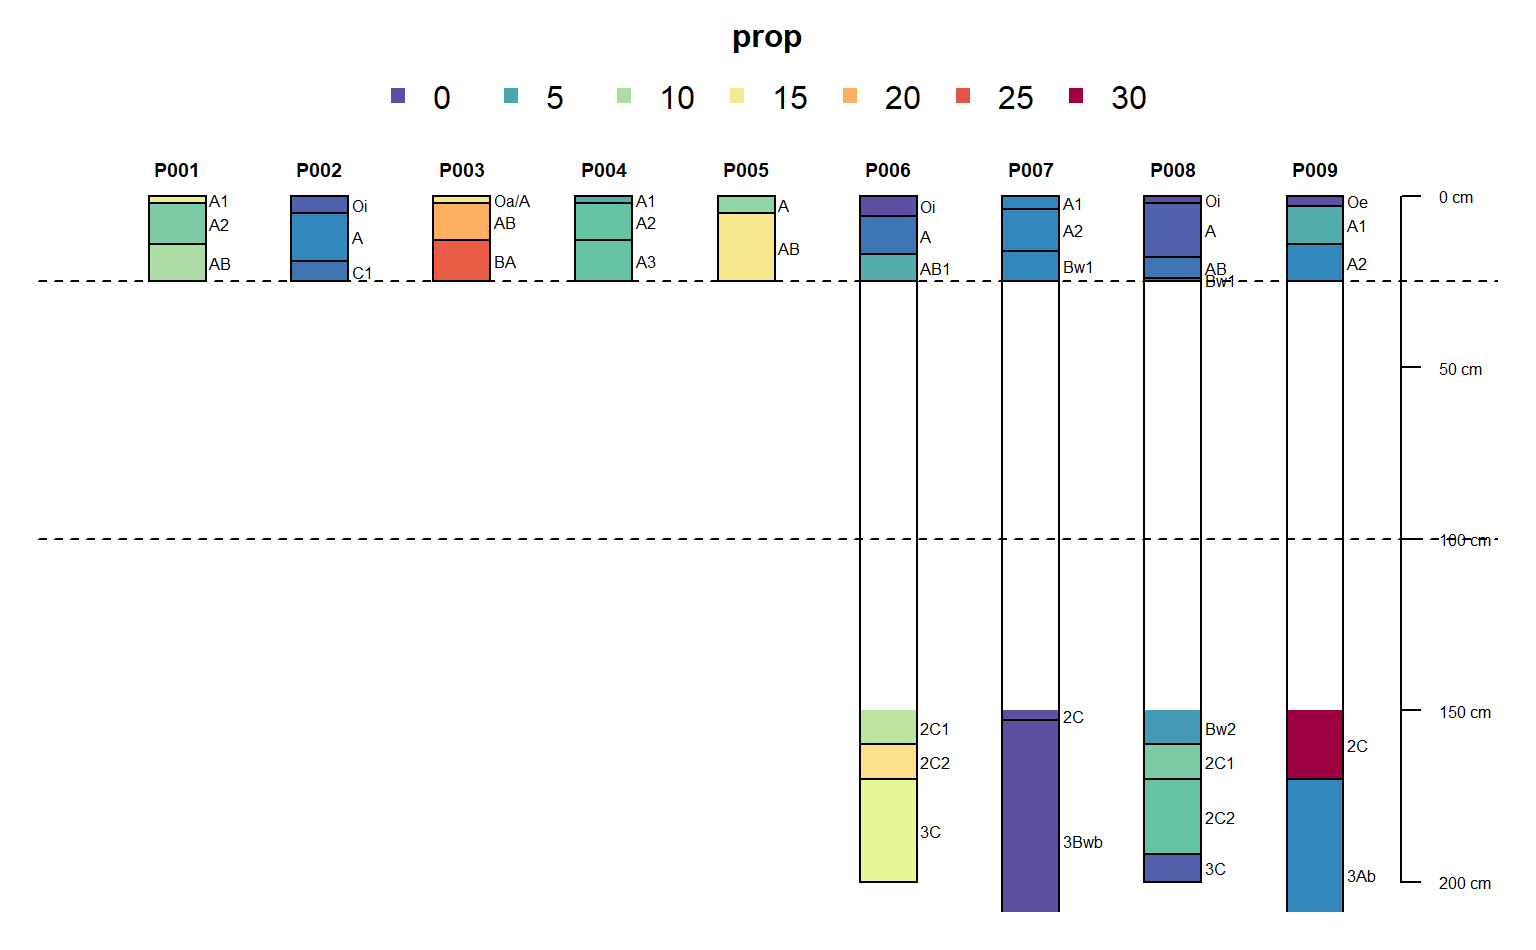 prop
0 5 10 15 20 25 30
P001 P002 P003 P004 P005 P006 P007 P008 P009
A1 Oi Oa/A A1 A Oi A1 Oi Oe 0 cm
A2 A AB A2 AB A A2 A A1
AB C1 BA A3 AB1 Bw1 AB A2
Bw1
50 cm
100 cm
2C 150 cm
2C1 Bw2 2C
2C2 2C1
3C 3Bwb 2C2
3C 3Ab 200 cm